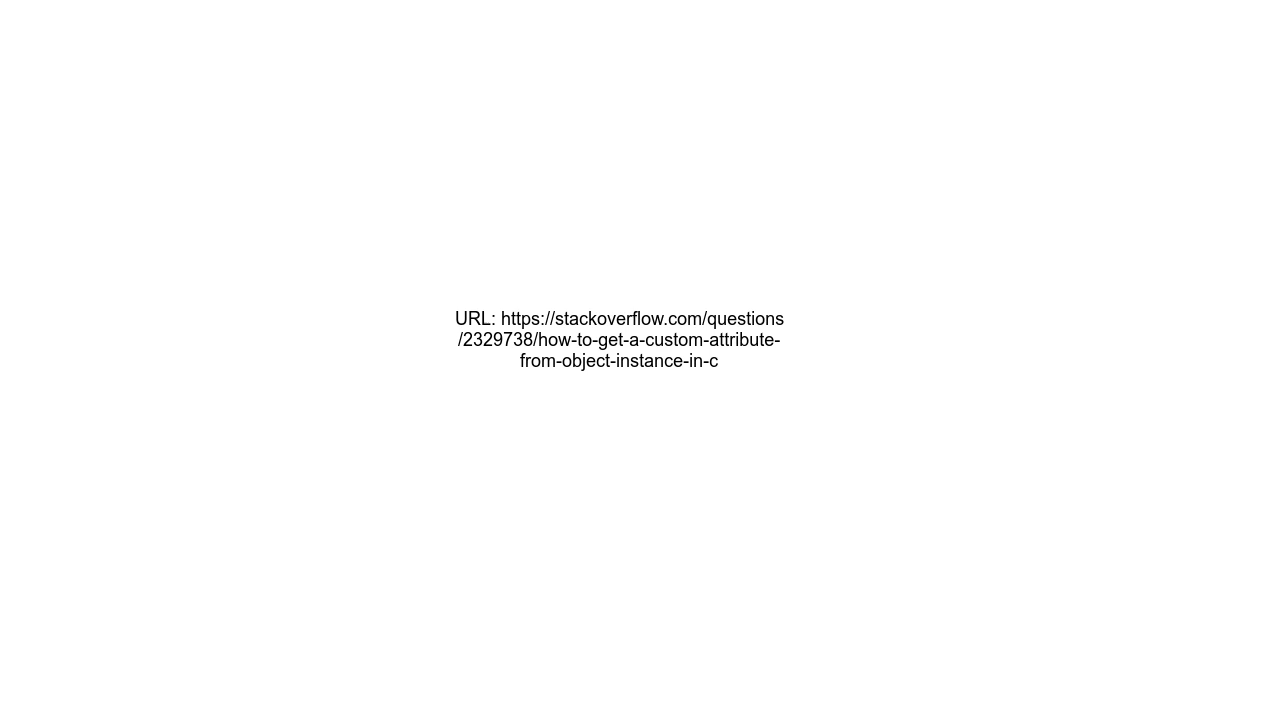 URL: https://stackoverflow.com/questions
/2329738/how-to-get-a-custom-attribute-
from-object-instance-in-c